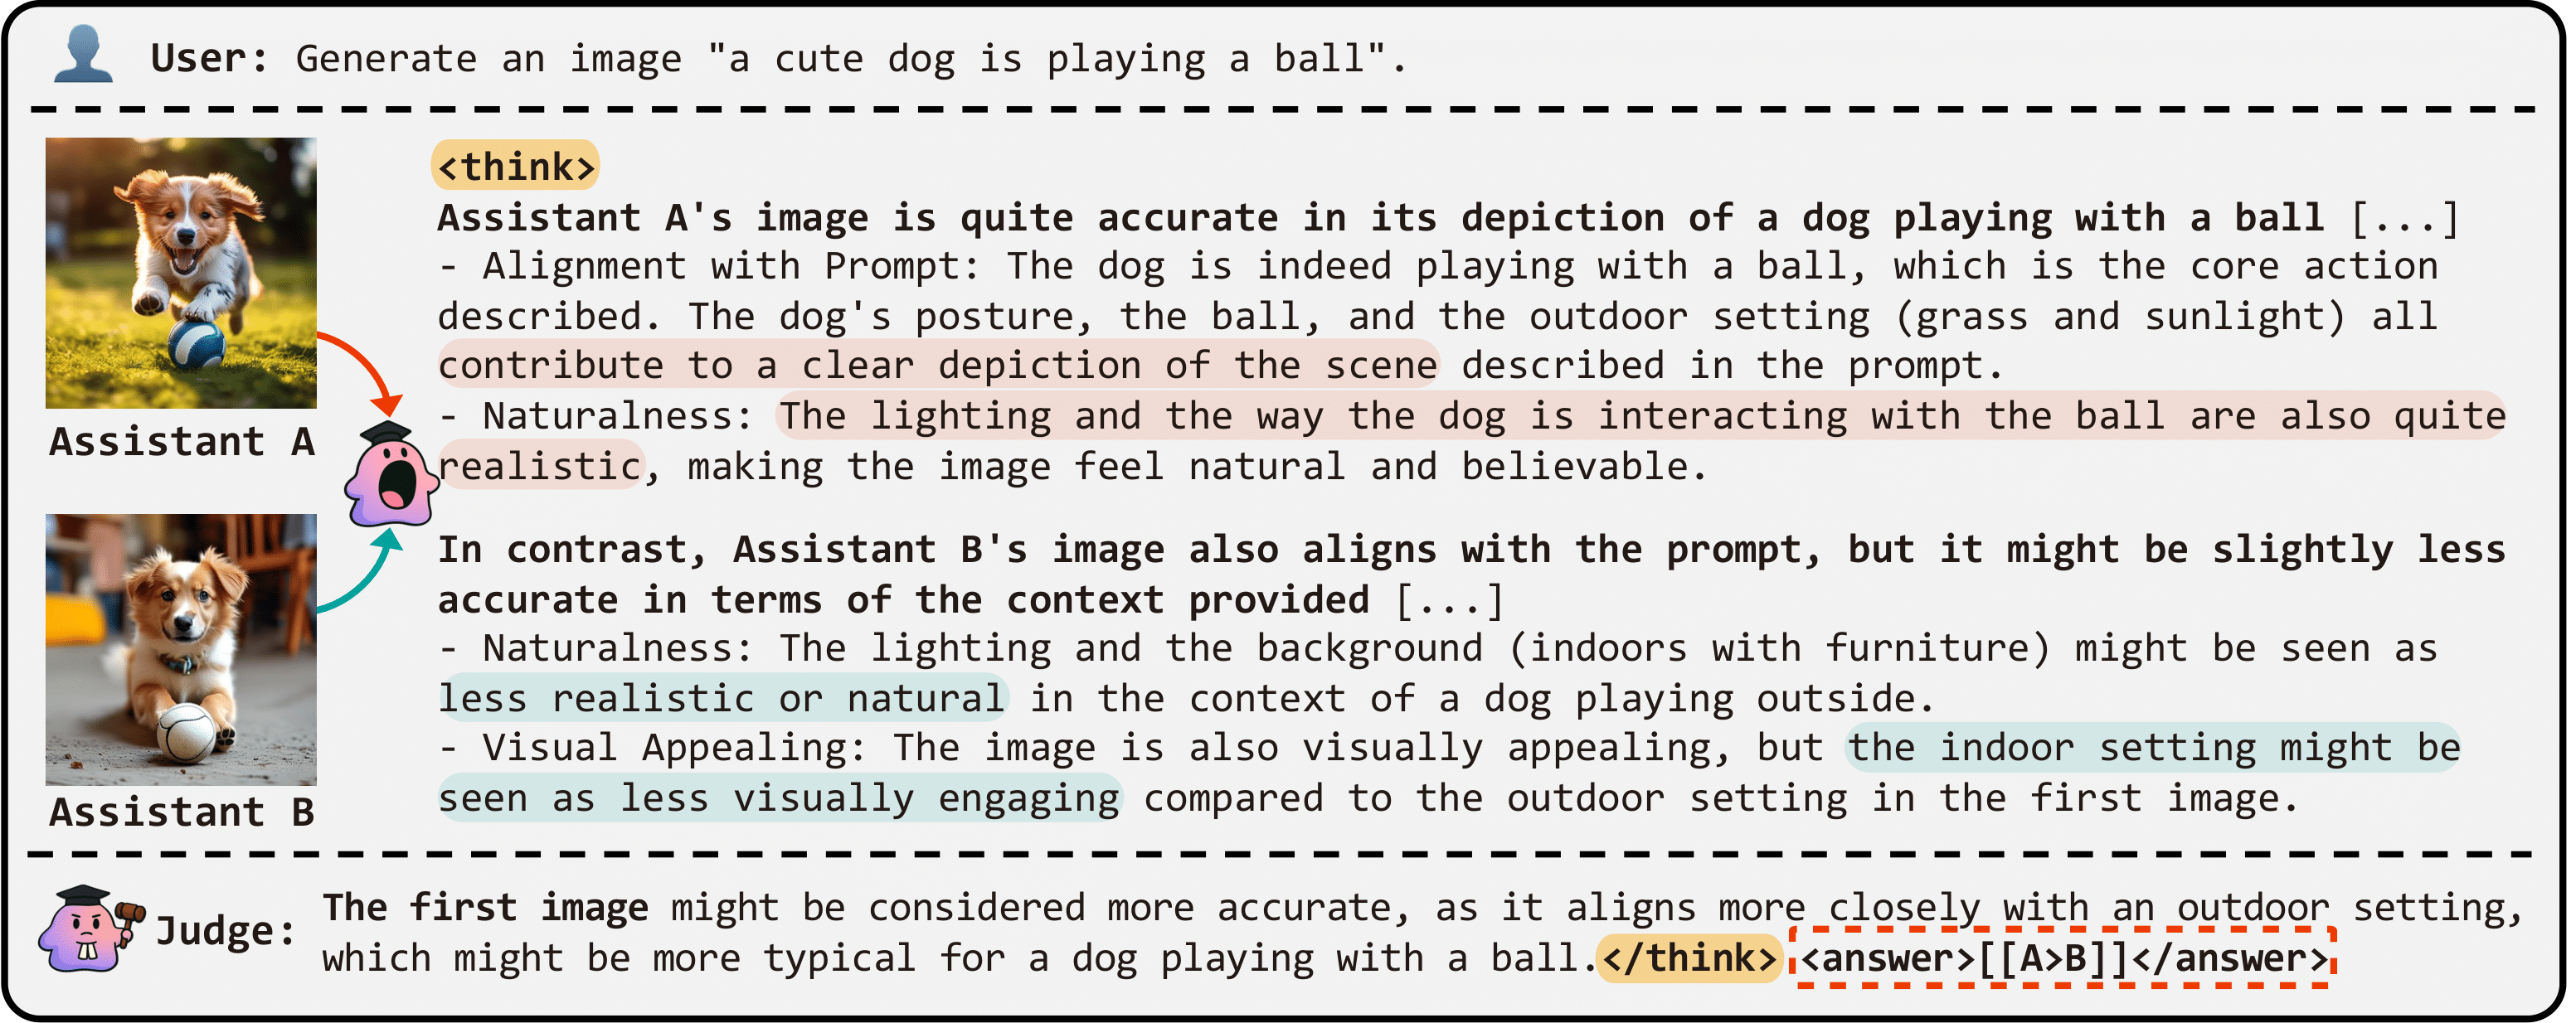 User: Generate an image "a cute dog is playing a ball".
<think>
Assistant A's image is quite accurate in its depiction of a dog playing with a ball [...]
- Alignment with Prompt: The dog is indeed playing with a ball, which is the core action
described. The dog's posture, the ball, and the outdoor setting (grass and sunlight) all
contribute to a clear depiction of the scene described in the prompt.
- Naturalness: The lighting and the way the dog is interacting with the ball are also quite
realistic, making the image feel natural and believable.
Assistant A
In contrast, Assistant B's image also aligns with the prompt, but it might be slightly less
accurate in terms of the context provided [...]
- Naturalness: The lighting and the background (indoors with furniture) might be seen as
less realistic or natural in the context of a dog playing outside.
- Visual Appealing: The image is also visually appealing, but the indoor setting might be
seen as less visually engaging compared to the outdoor setting in the first image.
Assistant B
Judge: The first image might be considered more accurate, as it aligns more closely with an outdoor setting,
which might be more typical for a dog playing with a ball.</think> <answer>[[A>B]]</answer>